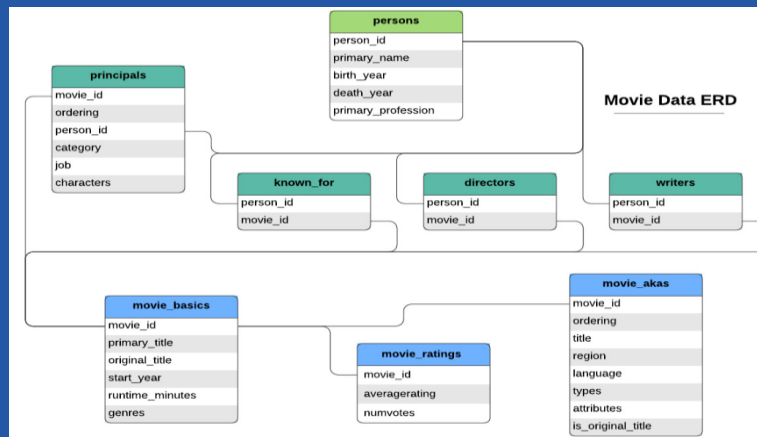 persons
person_id
primary_name
birth_year
death_year
primary_profession
principals
movie_id
ordering
person_id
category
job
characters
Movie Data ERD
known_for
person_id
movie_id
directors
person_id
movie_id
writers
person_id
movie_id
movie_basics
movie_id
primary_title
original_title
start_year
runtime_minutes
genres
movie_ratings
movie_id
averagerating
numvotes
movie_akas
movie_id
ordering
title
region
language
types
attributes
is_original_title